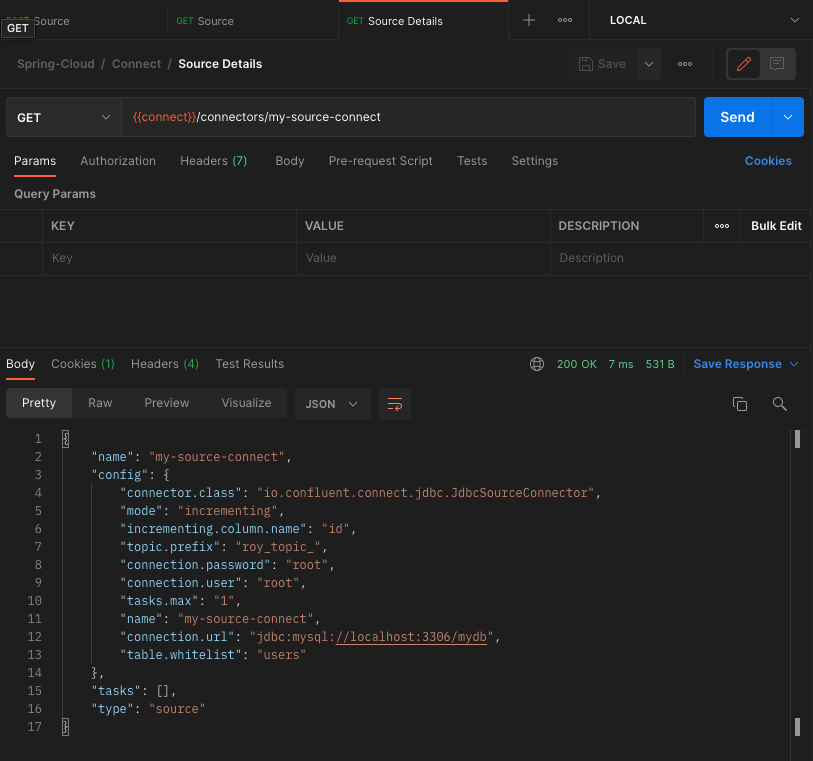 POST Source
GET Source
GET Source Details
LOCAL
GET
Spring-Cloud / Connect / Source Details
Save
GET
{{connect}}/connectors/my-source-connect
Send
Params Authorization Headers (7) Body Pre-request Script Tests Settings Cookies
Query Params
KEY VALUE DESCRIPTION Bulk Edit
Key Value Description
Body Cookies (1) Headers (4) Test Results 200 OK 7 ms 531 B Save Response
Pretty Raw Preview Visualize JSON
1 {
2 "name": "my-source-connect",
3 "config": {
4 "connector.class": "io.confluent.connect.jdbc.JdbcSourceConnector",
5 "mode": "incrementing",
6 "incrementing.column.name": "id",
7 "topic.prefix": "roy_topic_",
8 "connection.password": "root",
9 "connection.user": "root",
10 "tasks.max": "1",
11 "name": "my-source-connect",
12 "connection.url": "jdbc:mysql://localhost:3306/mydb",
13 "table.whitelist": "users"
14 },
15 "tasks": [],
16 "type": "source"
17 }